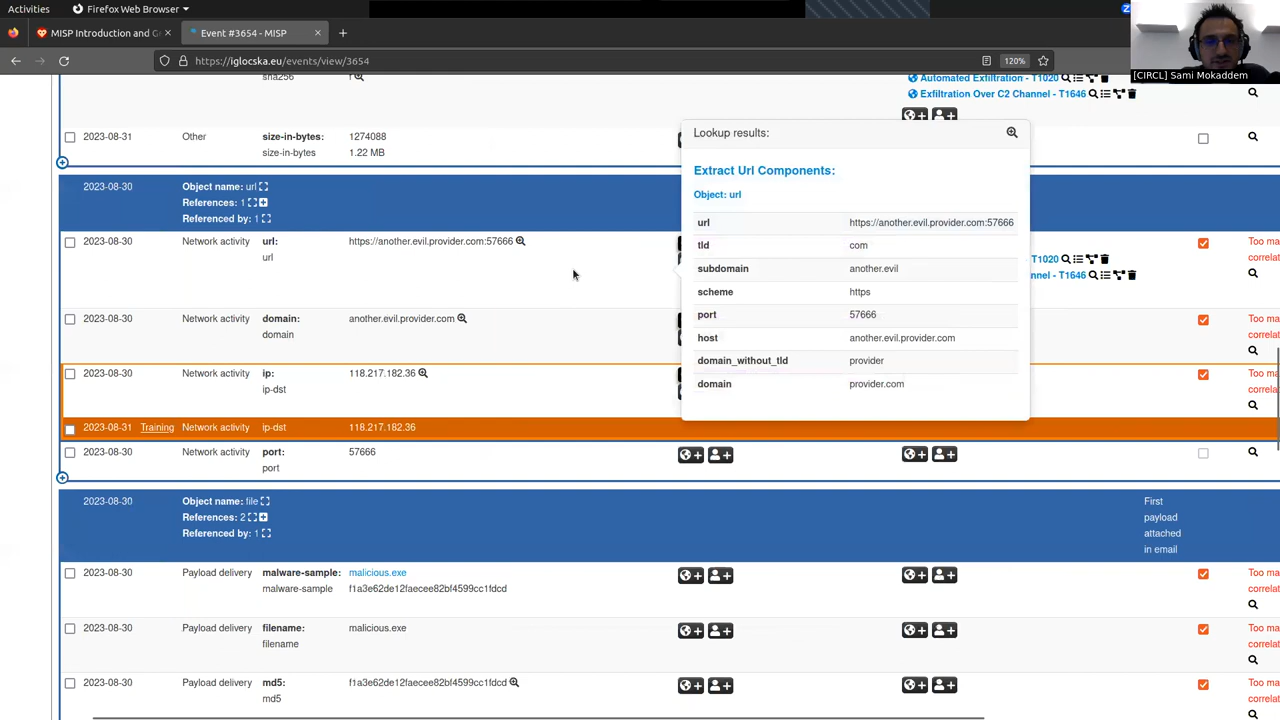 Activities
Firefox Web Browser
MISP Introduction and G
Event #3654 - MISP
https://iglocska.eu/events/view/3654
120%
[CIRCL] Sami Mokaddem
sha256
Automated Exfiltration - T1020
Exfiltration Over C2 Channel - T1646
2023-08-31 Other size-in-bytes: 1274088
size-in-bytes 1.22 MB
2023-08-30 Object name: url
References: 1
Referenced by: 1
2023-08-30 Network activity url: https://another.evil.provider.com:57666 Too ma
url correlat
T1020
nnel - T1646
2023-08-30 Network activity domain: another.evil.provider.com Too ma
domain correlat
2023-08-30 Network activity ip: 118.217.182.36 Too ma
ip-dst correlat
2023-08-31 Training Network activity ip-dst 118.217.182.36
2023-08-30 Network activity port: 57666
port
Lookup results:
Extract Url Components:
Object: url
url https://another.evil.provider.com:57666
tld com
subdomain another.evil
scheme https
port 57666
host another.evil.provider.com
domain_without_tld provider
domain provider.com
2023-08-30 Object name: file
References: 2
Referenced by: 1
First
payload
attached
in email
2023-08-30 Payload delivery malware-sample: malicious.exe Too ma
malware-sample f1a3e62de12faecee82bf4599cc1fdcd correlat
2023-08-30 Payload delivery filename: malicious.exe Too ma
filename correlat
2023-08-30 Payload delivery md5: f1a3e62de12faecee82bf4599cc1fdcd Too ma
md5 correlat